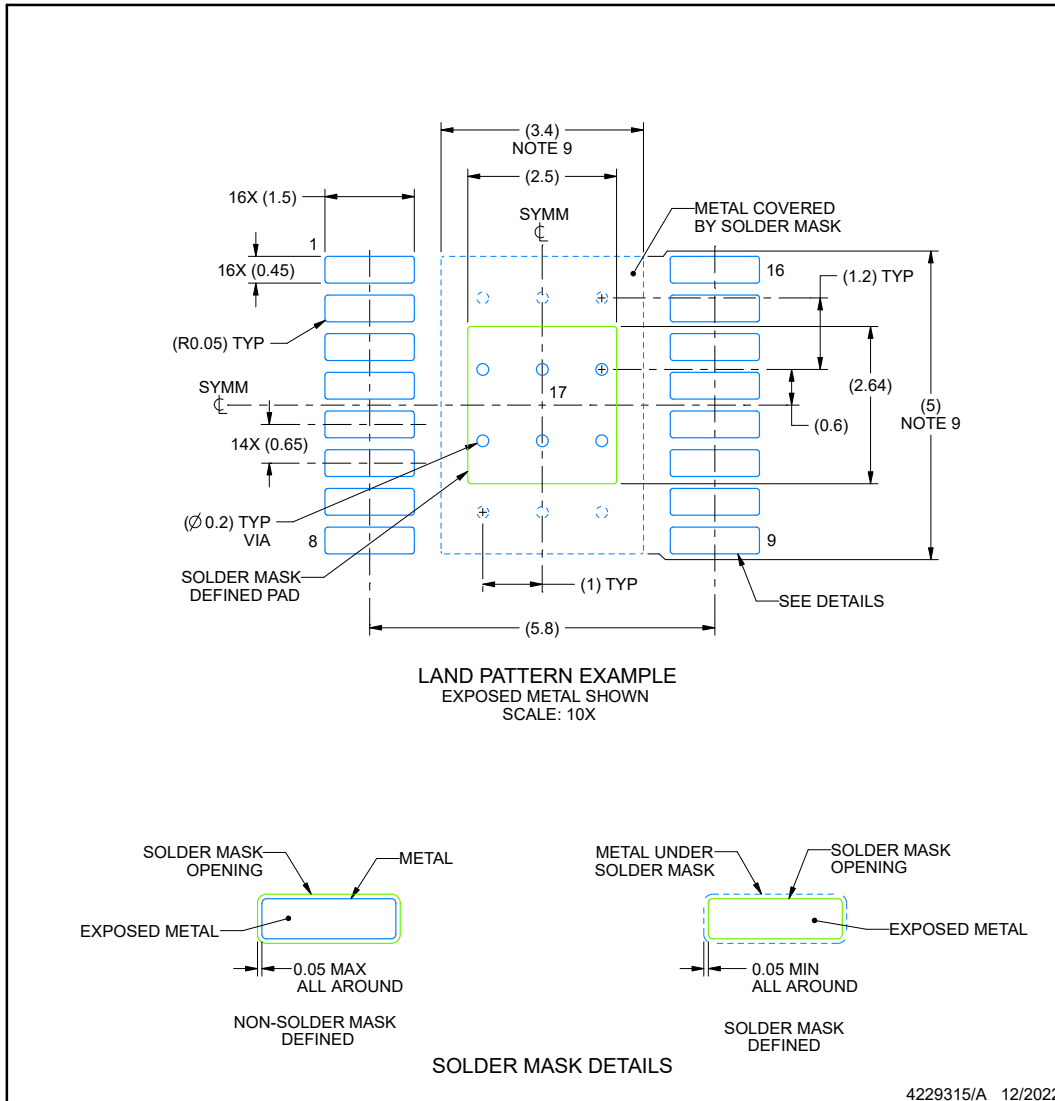 (3.4)
NOTE 9
(2.5)
16X (1.5)
SYMM
℄
METAL COVERED
BY SOLDER MASK
1
16
16X (0.45)
(1.2) TYP
(R0.05) TYP
SYMM
℄
17
(2.64)
(5)
NOTE 9
(0.6)
14X (0.65)
(Ø 0.2) TYP
VIA
8
9
SOLDER MASK
DEFINED PAD
(1) TYP
SEE DETAILS
(5.8)
LAND PATTERN EXAMPLE
EXPOSED METAL SHOWN
SCALE: 10X
SOLDER MASK
OPENING
METAL
EXPOSED METAL
0.05 MAX
ALL AROUND
NON-SOLDER MASK
DEFINED
METAL UNDER
SOLDER MASK
SOLDER MASK
OPENING
EXPOSED METAL
0.05 MIN
ALL AROUND
SOLDER MASK
DEFINED
SOLDER MASK DETAILS
4229315/A 12/2022